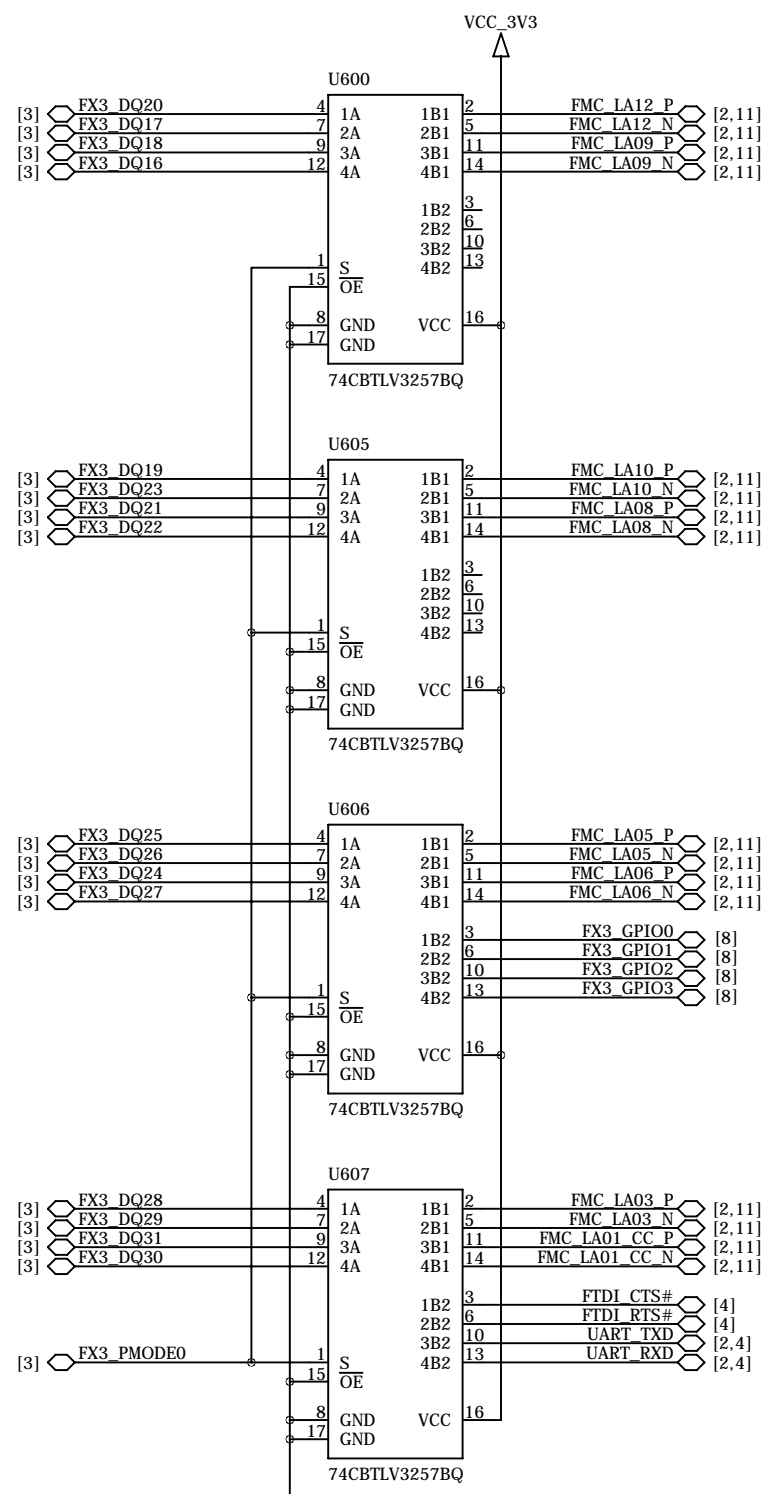 VCC_3V3
U600
[3] FX3_DQ20 4 1A 1B1 2 FMC_LA12_P [2,11]
[3] FX3_DQ17 7 2A 2B1 5 FMC_LA12_N [2,11]
[3] FX3_DQ18 9 3A 3B1 11 FMC_LA09_P [2,11]
[3] FX3_DQ16 12 4A 4B1 14 FMC_LA09_N [2,11]
1B2 3
2B2 6
3B2 10
1 S 4B2 13
15 OE
8 GND VCC 16
17 GND
74CBTLV3257BQ
U605
[3] FX3_DQ19 4 1A 1B1 2 FMC_LA10_P [2,11]
[3] FX3_DQ23 7 2A 2B1 5 FMC_LA10_N [2,11]
[3] FX3_DQ21 9 3A 3B1 11 FMC_LA08_P [2,11]
[3] FX3_DQ22 12 4A 4B1 14 FMC_LA08_N [2,11]
1B2 3
2B2 6
3B2 10
1 S 4B2 13
15 OE
8 GND VCC 16
17 GND
74CBTLV3257BQ
U606
[3] FX3_DQ25 4 1A 1B1 2 FMC_LA05_P [2,11]
[3] FX3_DQ26 7 2A 2B1 5 FMC_LA05_N [2,11]
[3] FX3_DQ24 9 3A 3B1 11 FMC_LA06_P [2,11]
[3] FX3_DQ27 12 4A 4B1 14 FMC_LA06_N [2,11]
1B2 3 FX3_GPIO0 [8]
2B2 6 FX3_GPIO1 [8]
3B2 10 FX3_GPIO2 [8]
1 S 4B2 13 FX3_GPIO3 [8]
15 OE
8 GND VCC 16
17 GND
74CBTLV3257BQ
U607
[3] FX3_DQ28 4 1A 1B1 2 FMC_LA03_P [2,11]
[3] FX3_DQ29 7 2A 2B1 5 FMC_LA03_N [2,11]
[3] FX3_DQ31 9 3A 3B1 11 FMC_LA01_CC_P [2,11]
[3] FX3_DQ30 12 4A 4B1 14 FMC_LA01_CC_N [2,11]
1B2 3 FTDI_CTS# [4]
2B2 6 FTDI_RTS# [4]
3B2 10 UART_TXD [2,4]
[3] FX3_PMODE0 1 S 4B2 13 UART_RXD [2,4]
15 OE
8 GND VCC 16
17 GND
74CBTLV3257BQ